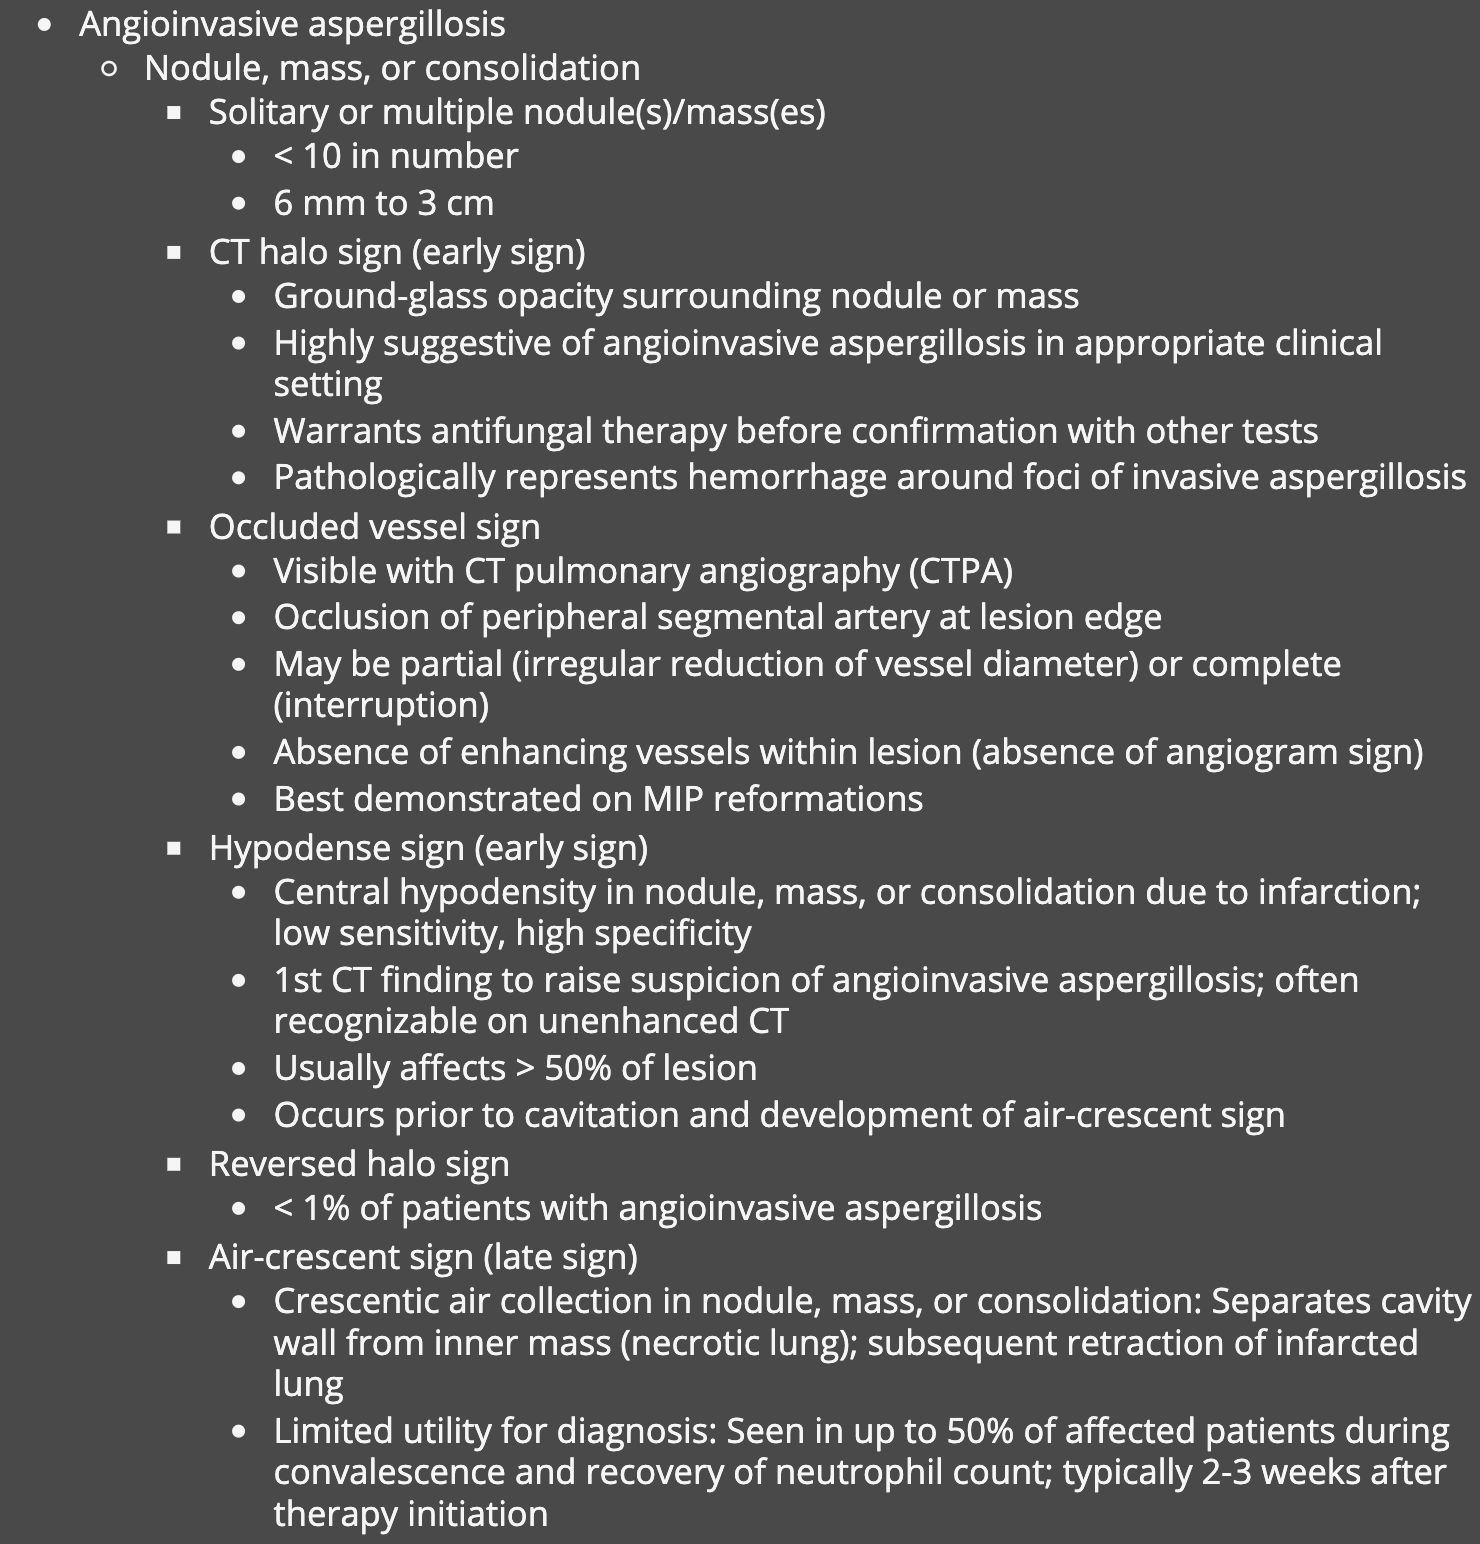 Angioinvasive aspergillosis
Nodule, mass, or consolidation
Solitary or multiple nodule(s)/mass(es)
< 10 in number
6 mm to 3 cm
CT halo sign (early sign)
Ground-glass opacity surrounding nodule or mass
Highly suggestive of angioinvasive aspergillosis in appropriate clinical
setting
Warrants antifungal therapy before confirmation with other tests
Pathologically represents hemorrhage around foci of invasive aspergillosis
Occluded vessel sign
Visible with CT pulmonary angiography (CTPA)
Occlusion of peripheral segmental artery at lesion edge
May be partial (irregular reduction of vessel diameter) or complete
(interruption)
Absence of enhancing vessels within lesion (absence of angiogram sign)
Best demonstrated on MIP reformations
Hypodense sign (early sign)
Central hypodensity in nodule, mass, or consolidation due to infarction;
low sensitivity, high specificity
1st CT finding to raise suspicion of angioinvasive aspergillosis; often
recognizable on unenhanced CT
Usually affects > 50% of lesion
Occurs prior to cavitation and development of air-crescent sign
Reversed halo sign
< 1% of patients with angioinvasive aspergillosis
Air-crescent sign (late sign)
Crescentic air collection in nodule, mass, or consolidation: Separates cavity
wall from inner mass (necrotic lung); subsequent retraction of infarcted
lung
Limited utility for diagnosis: Seen in up to 50% of affected patients during
convalescence and recovery of neutrophil count; typically 2-3 weeks after
therapy initiation